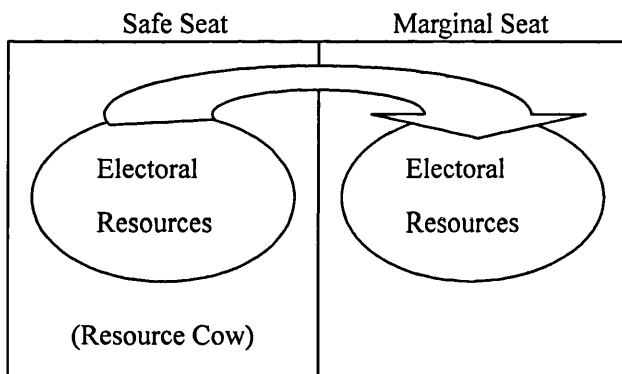 Safe Seat
Marginal Seat
Electoral
Resources
Electoral
Resources
(Resource Cow)